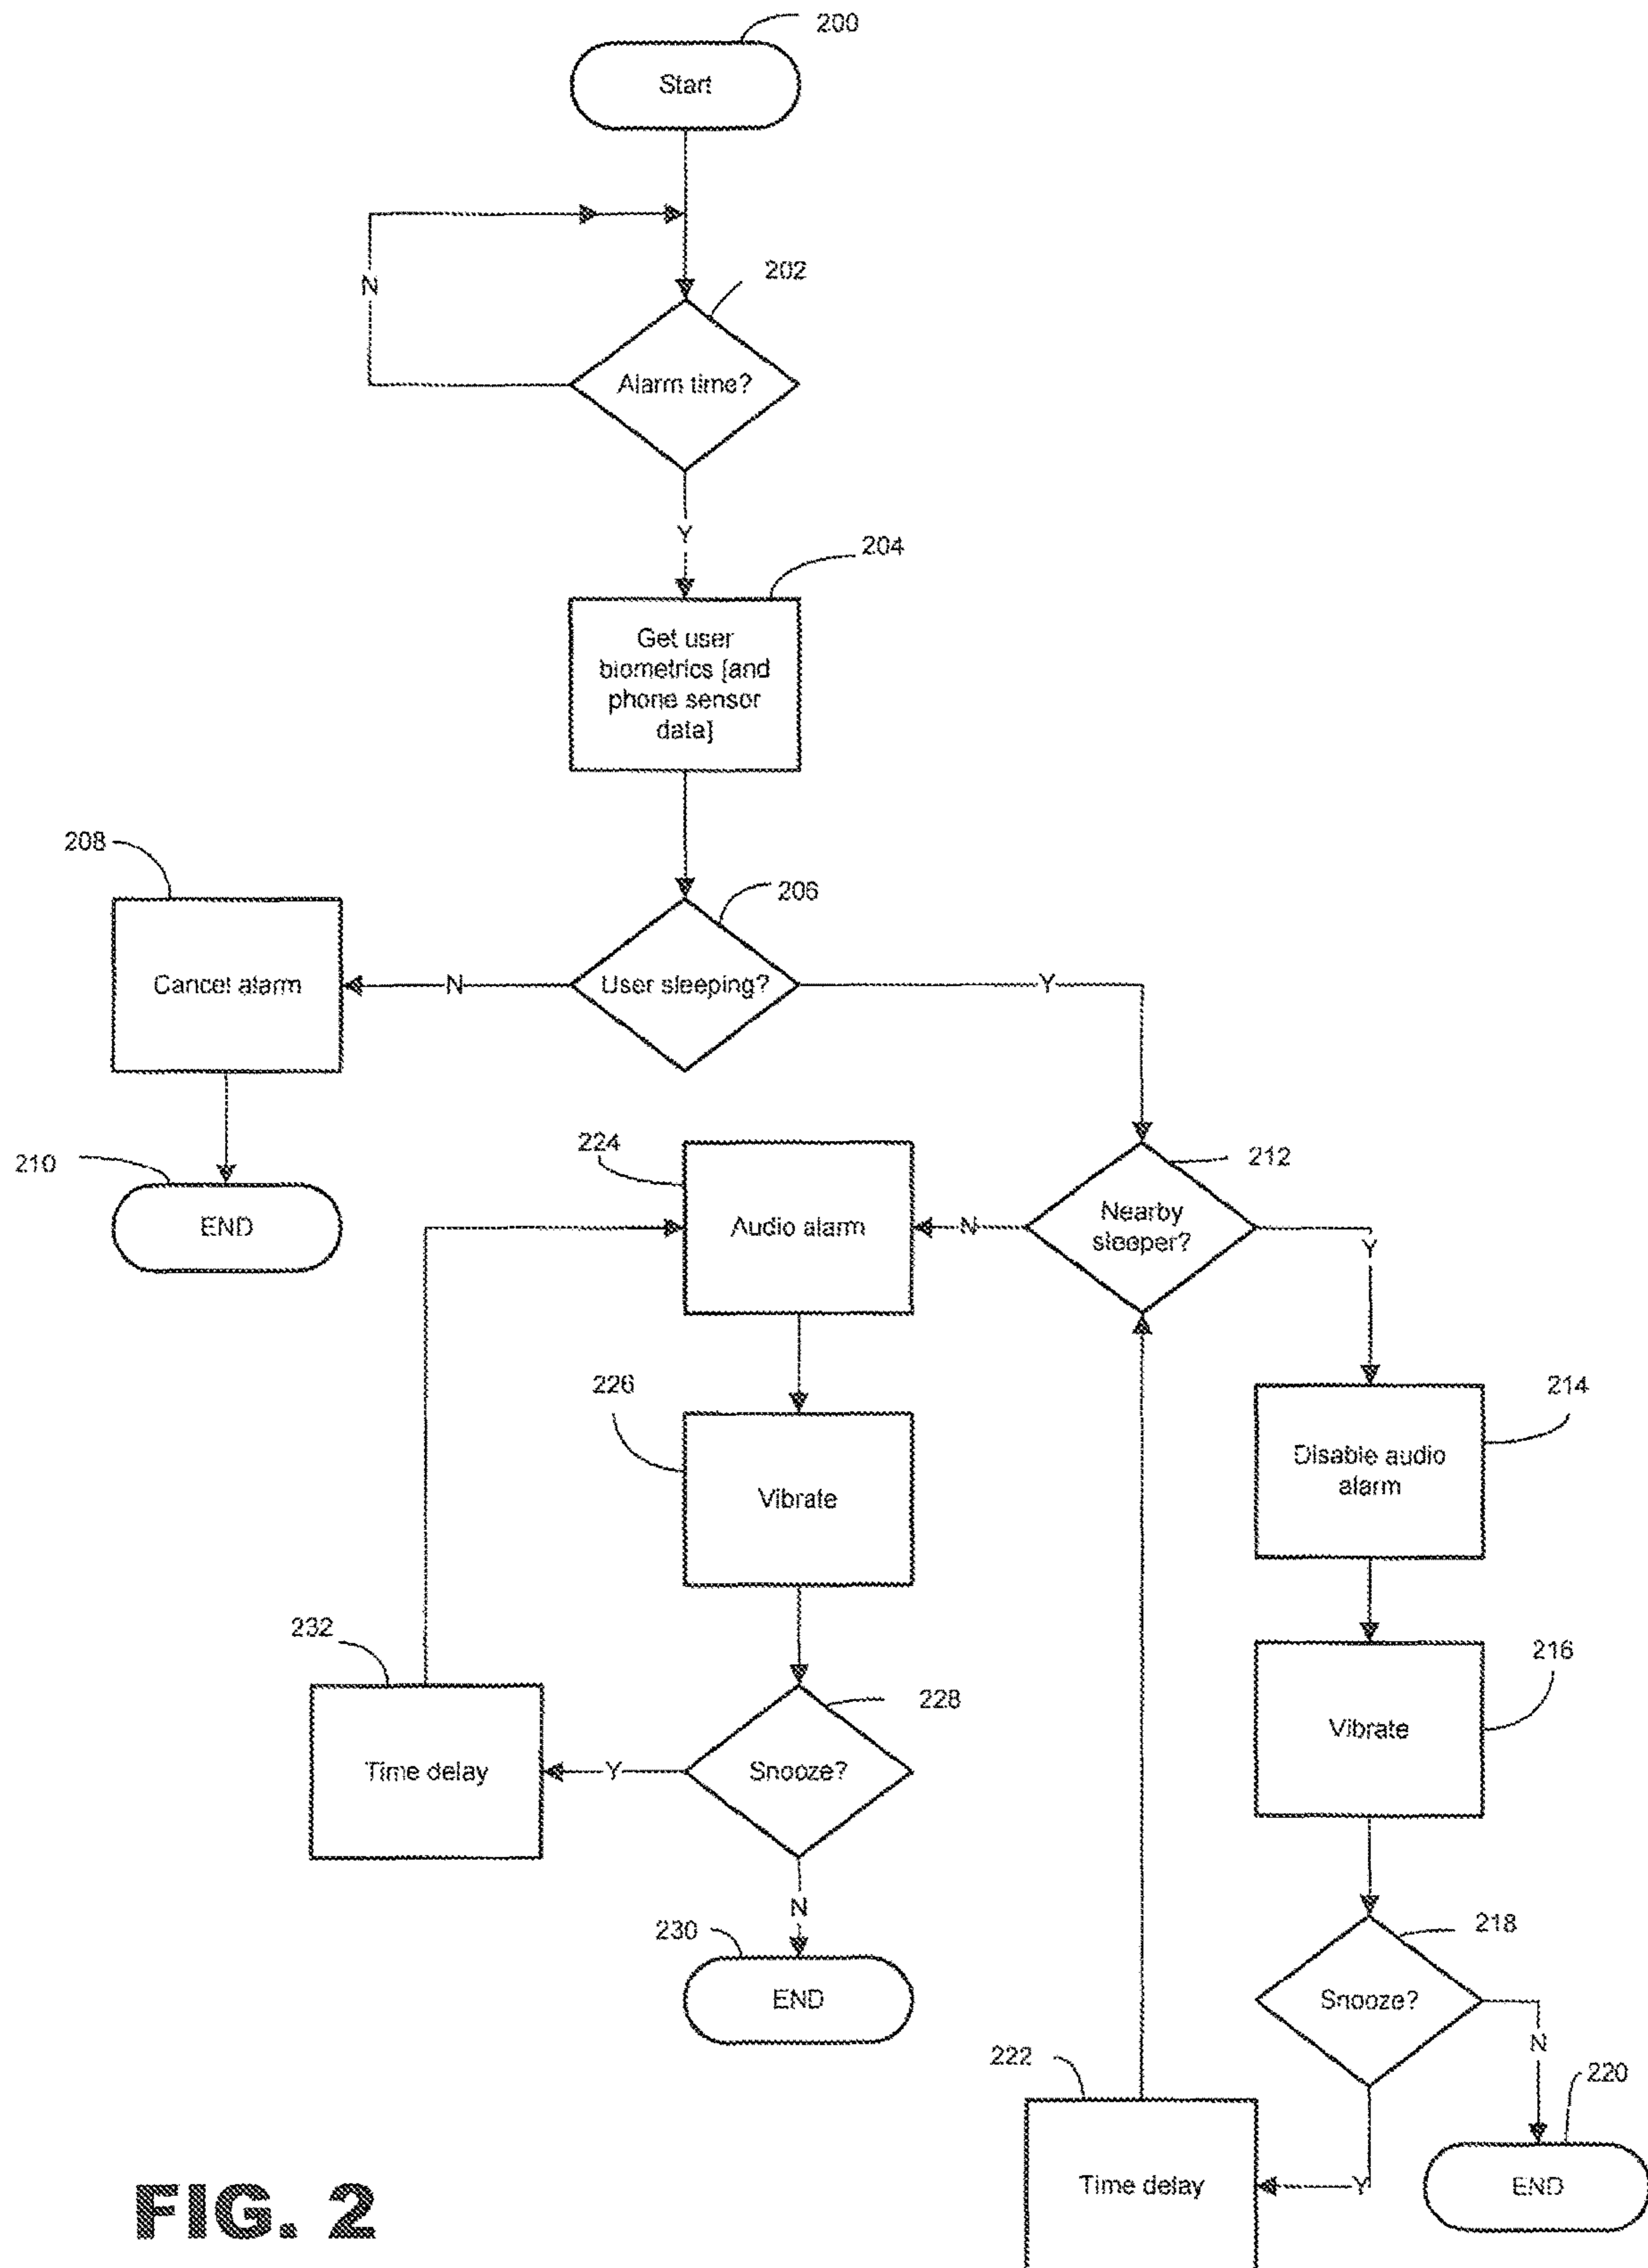 200
Start
N
202
Alarm time?
Y
204
Get user
biometrics [and
phone sensor
data]
208
206
Cancel alarm
N
User sleeping?
Y
210
END
224
212
Audio alarm
N
Nearby
sleeper?
Y
226
214
Vibrate
Disable audio
alarm
232
228
216
Time delay
Y
Snooze?
Vibrate
N
230
218
END
Snooze?
N
222
220
Time delay
Y
END
FIG. 2